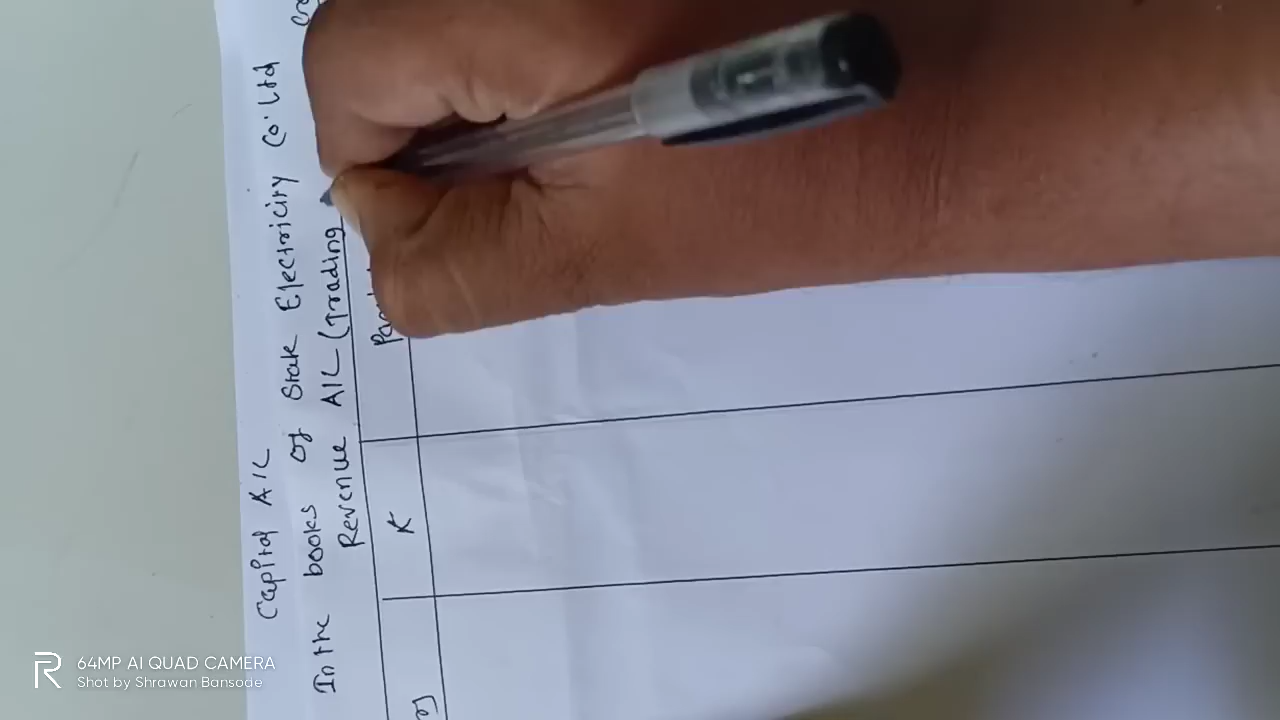 Capital A/C
In the books of State Electricity Co. Ltd
Revenue A/C (Trading
₹
64MP AI QUAD CAMERA
Shot by Shrawan Bansode